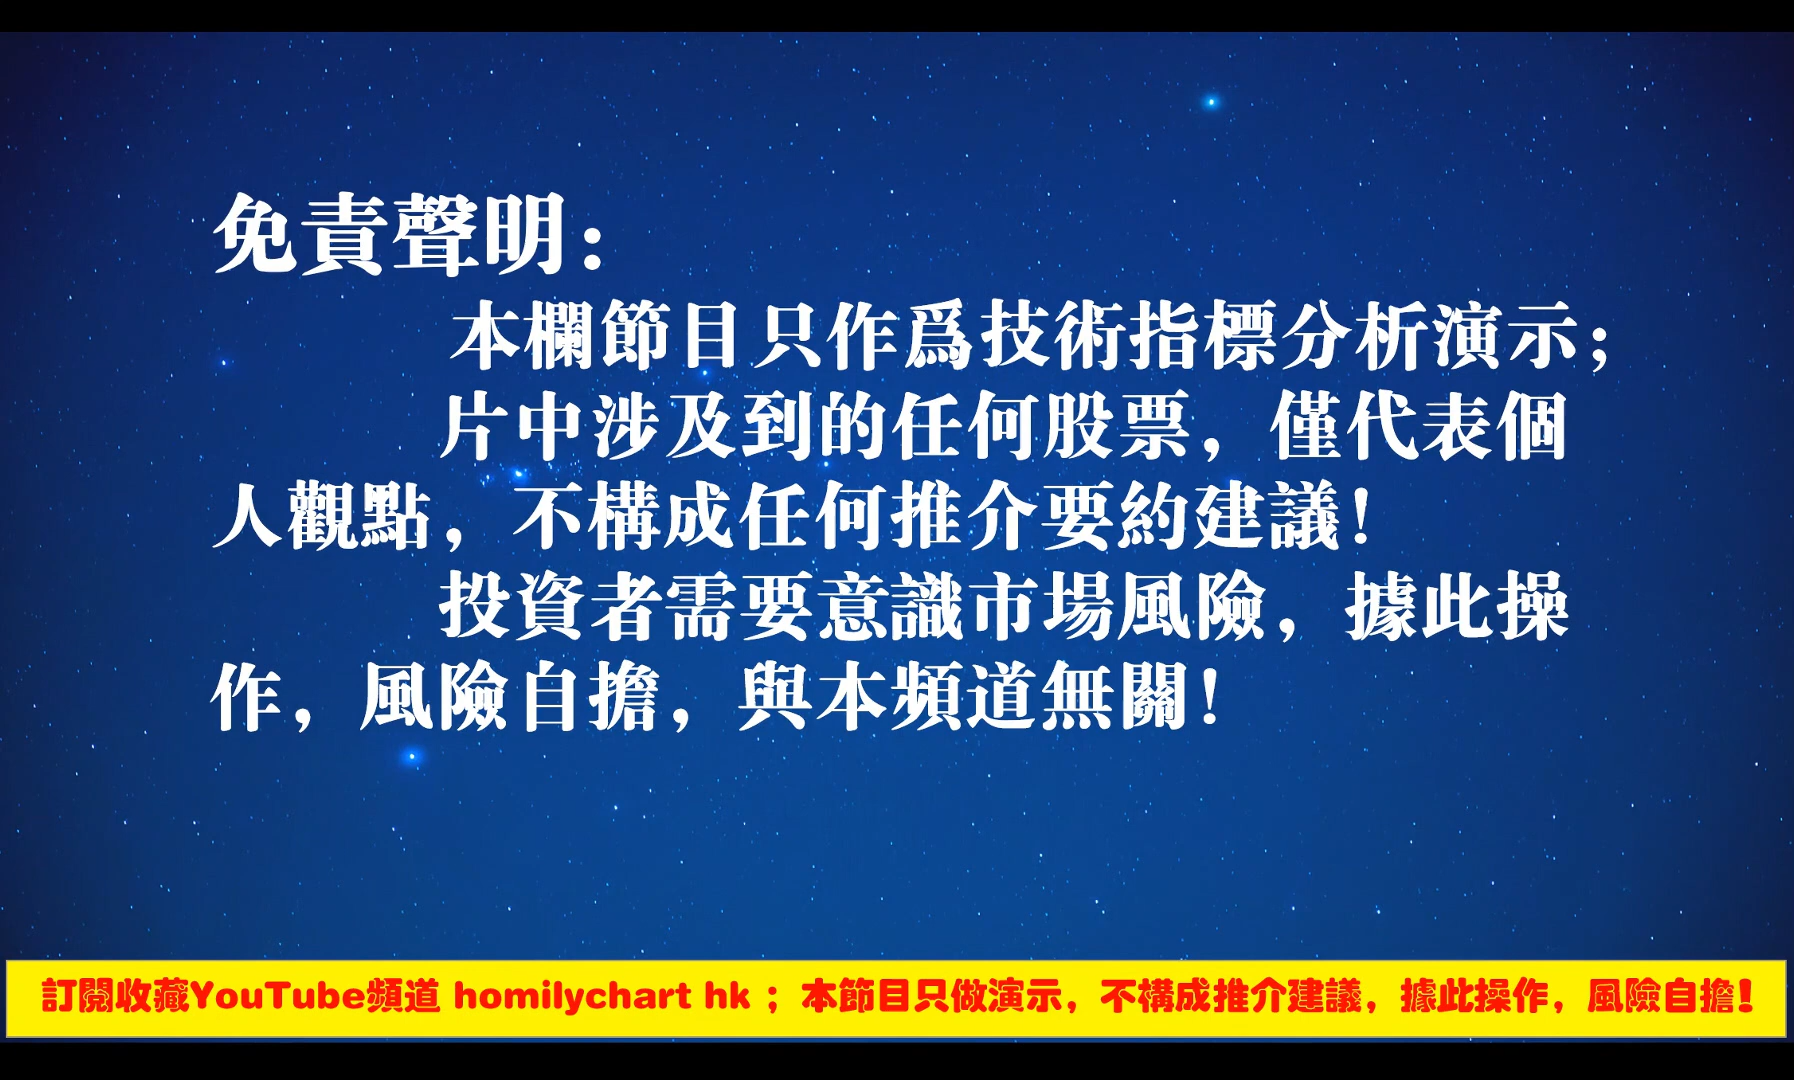 免責聲明：
本欄節目只作爲技術指標分析演示；
片中涉及到的任何股票，僅代表個
人觀點，不構成任何推介要約建議！
投資者需要意識市場風險，據此操
作，風險自擔，與本頻道無關！
訂閱收藏YouTube頻道 homilychart hk ；本節目只做演示，不構成推介建議，據此操作，風險自擔！